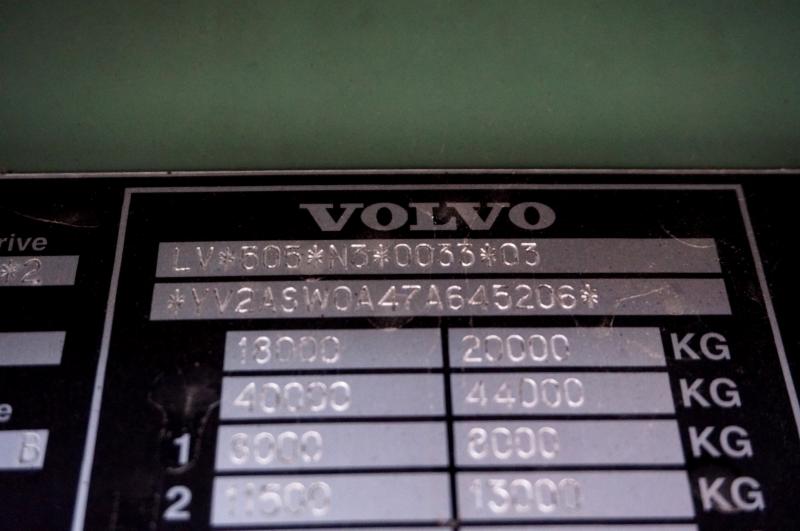 VOLVO
rive
*2
LV*505*N3*0033*03
*YV2ASW0A47A645206*
18000 20000 KG
40000 44000 KG
e
B
1 8000 8000 KG
2 11500 13000 KG